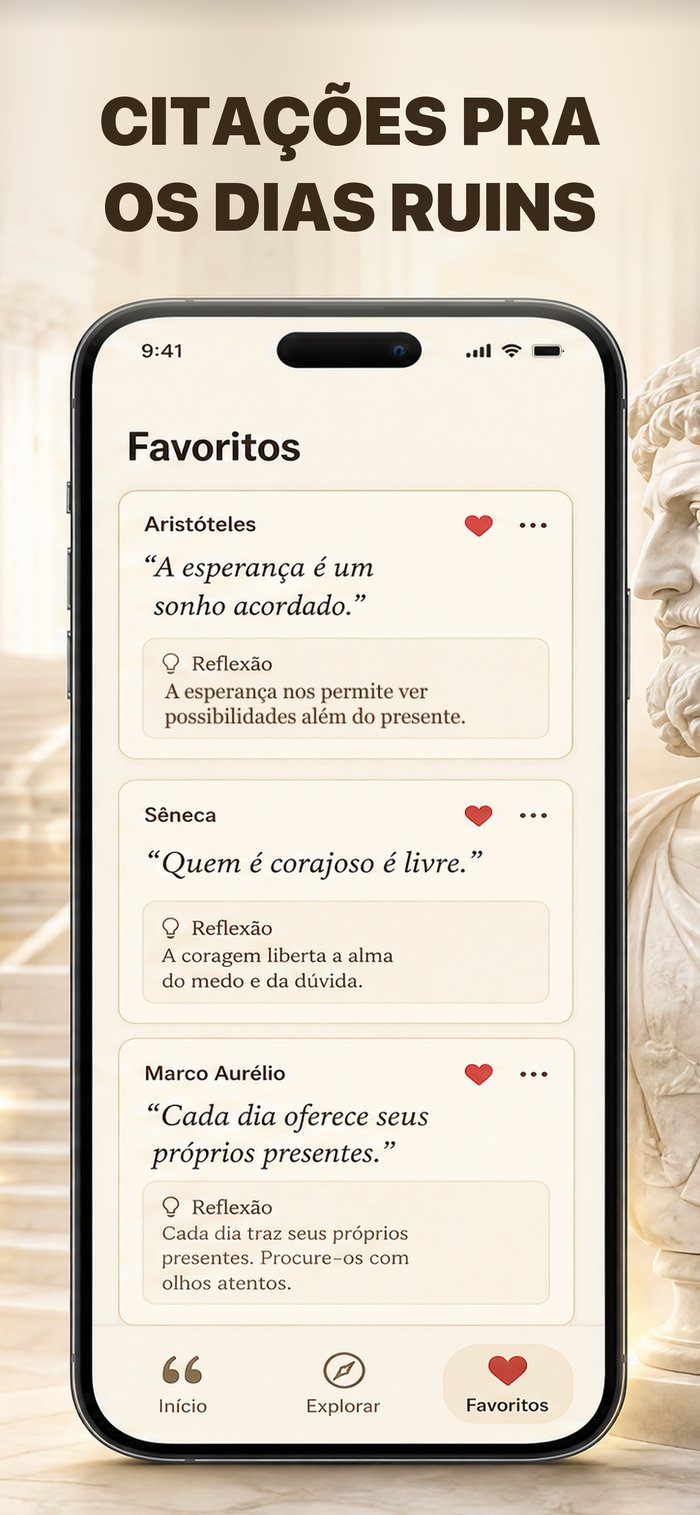 CITAÇÕES PRA
OS DIAS RUINS
9:41
Favoritos
Aristóteles
“A esperança é um
sonho acordado.”
Reflexão
A esperança nos permite ver
possibilidades além do presente.
Sêneca
“Quem é corajoso é livre.”
Reflexão
A coragem liberta a alma
do medo e da dúvida.
Marco Aurélio
“Cada dia oferece seus
próprios presentes.”
Reflexão
Cada dia traz seus próprios
presentes. Procure-os com
olhos atentos.
Início
Explorar
Favoritos